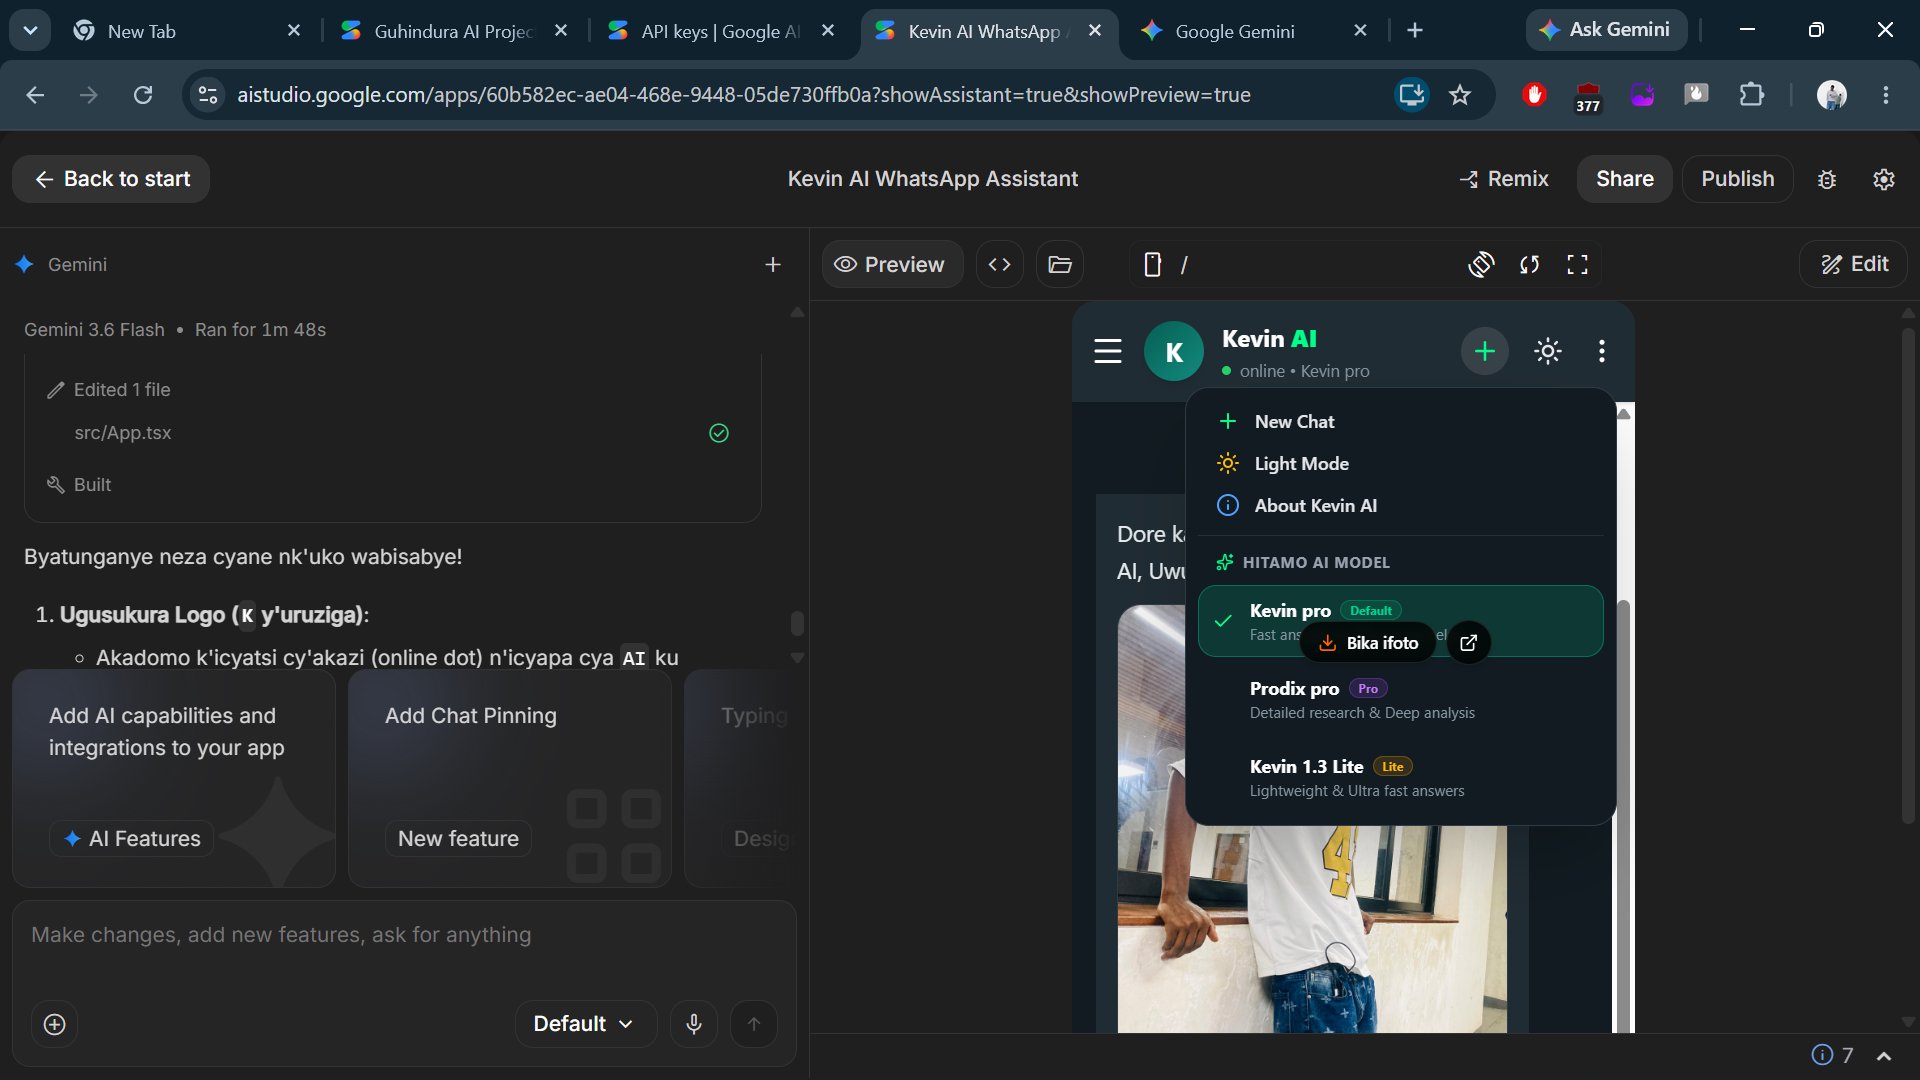 New Tab
Guhindura AI Projec
API keys | Google AI
Kevin AI WhatsApp
Google Gemini
Ask Gemini
aistudio.google.com/apps/60b582ec-ae04-468e-9448-05de730ffb0a?showAssistant=true&showPreview=true
377
Back to start
Kevin AI WhatsApp Assistant
Remix
Share
Publish
Gemini
Preview
/
Edit
Gemini 3.6 Flash • Ran for 1m 48s
Edited 1 file
src/App.tsx
Built
Byatunganye neza cyane nk'uko wabisabye!
1. Ugusukura Logo (K y'uruziga):
Akadomo k'icyatsi cy'akazi (online dot) n'icyapa cya AI ku
Add AI capabilities and
integrations to your app
AI Features
Add Chat Pinning
New feature
Typing
Desig
Make changes, add new features, ask for anything
Default
K
Kevin AI
online • Kevin pro
New Chat
Light Mode
About Kevin AI
HITAMO AI MODEL
Kevin pro Default
Fast ans
Bika ifoto
Prodix pro Pro
Detailed research & Deep analysis
Kevin 1.3 Lite Lite
Lightweight & Ultra fast answers
Dore ka
AI, Uwu
4
7